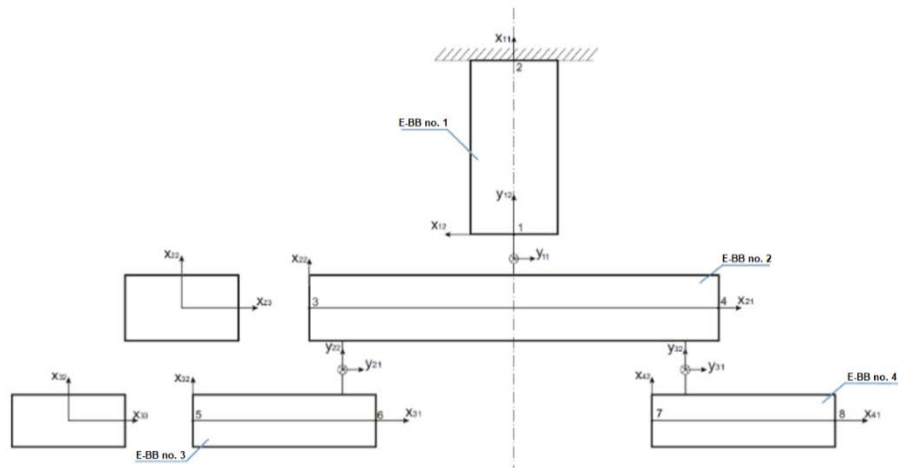 X11
2
E-BB no. 1
y12
X12
1
y11
X22
X22
E-BB no. 2
X23
3
4
X21
y22
y21
y32
y31
X32
X32
X42
E-BB no. 4
X33
5
6
X31
7
8
X41
E-BB no. 3